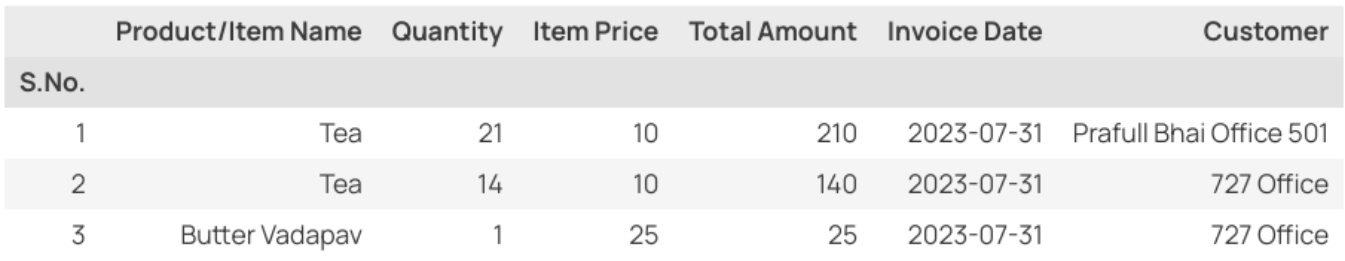 Product/Item Name Quantity Item Price Total Amount Invoice Date Customer
S.No.
1 Tea 21 10 210 2023-07-31 Prafull Bhai Office 501
2 Tea 14 10 140 2023-07-31 727 Office
3 Butter Vadapav 1 25 25 2023-07-31 727 Office